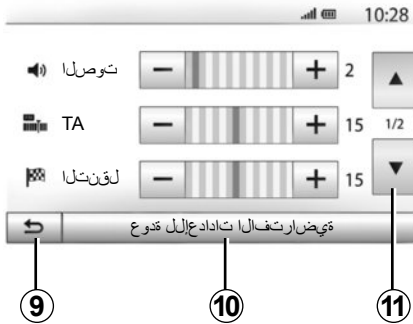 10:28
توصلا 2
TA 15 1/2
لقنتلا 15
ةيضارتفالا تادادعإلل ةدوع
9 10 11